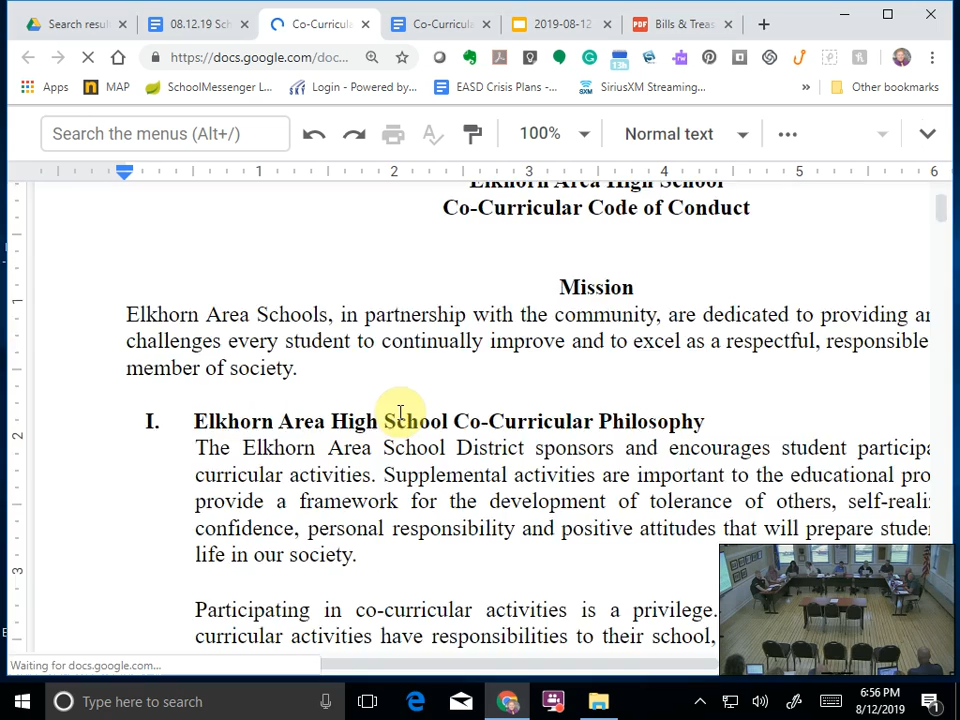 Search resu
08.12.19 Sch
Co-Curricula
Co-Curricula
2019-08-12
Bills & Treas
https://docs.google.com/doc...
Apps
MAP
SchoolMessenger L...
Login - Powered by...
EASD Crisis Plans -...
SiriusXM Streaming...
»
Other bookmarks
Search the menus (Alt+/)
100%
Normal text
1 2 3 4 5 6
Elkhorn Area High School
Co-Curricular Code of Conduct
Mission
Elkhorn Area Schools, in partnership with the community, are dedicated to providing an
challenges every student to continually improve and to excel as a respectful, responsible
member of society.
I. Elkhorn Area High School Co-Curricular Philosophy
The Elkhorn Area School District sponsors and encourages student participa
curricular activities. Supplemental activities are important to the educational pro
provide a framework for the development of tolerance of others, self-reali
confidence, personal responsibility and positive attitudes that will prepare stude
life in our society.
Participating in co-curricular activities is a privilege.
curricular activities have responsibilities to their school,
Waiting for docs.google.com...
Type here to search
6:56 PM
8/12/2019